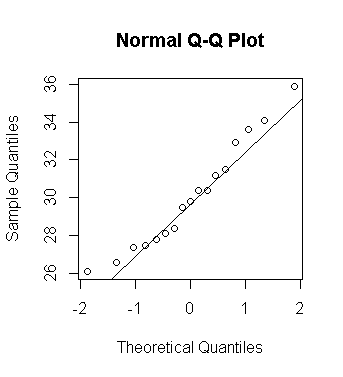 Normal Q-Q Plot
36
34
32
30
28
26
Sample Quantiles
-2 -1 0 1 2
Theoretical Quantiles